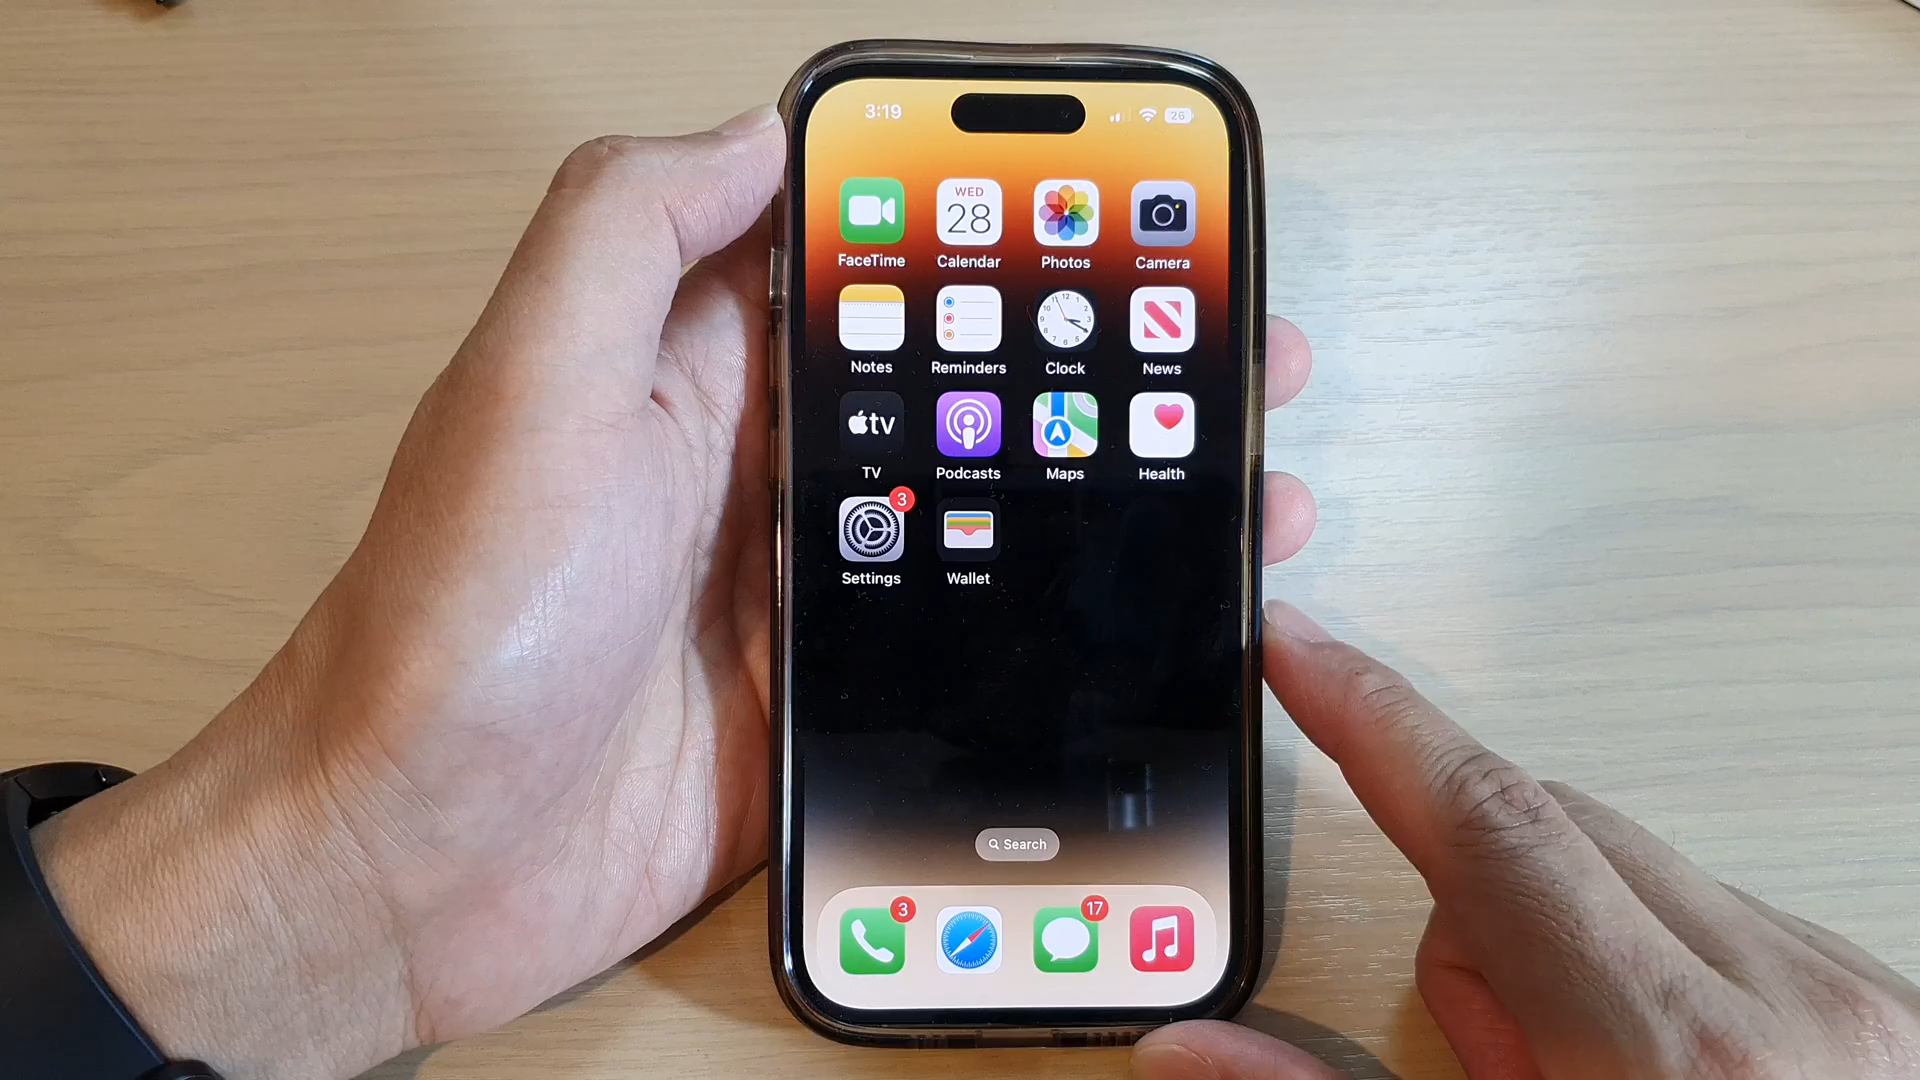 3:19 26
WED
28
FaceTime Calendar Photos Camera
Notes Reminders Clock News
tv
TV Podcasts Maps Health
3
Settings Wallet
Search
3 17